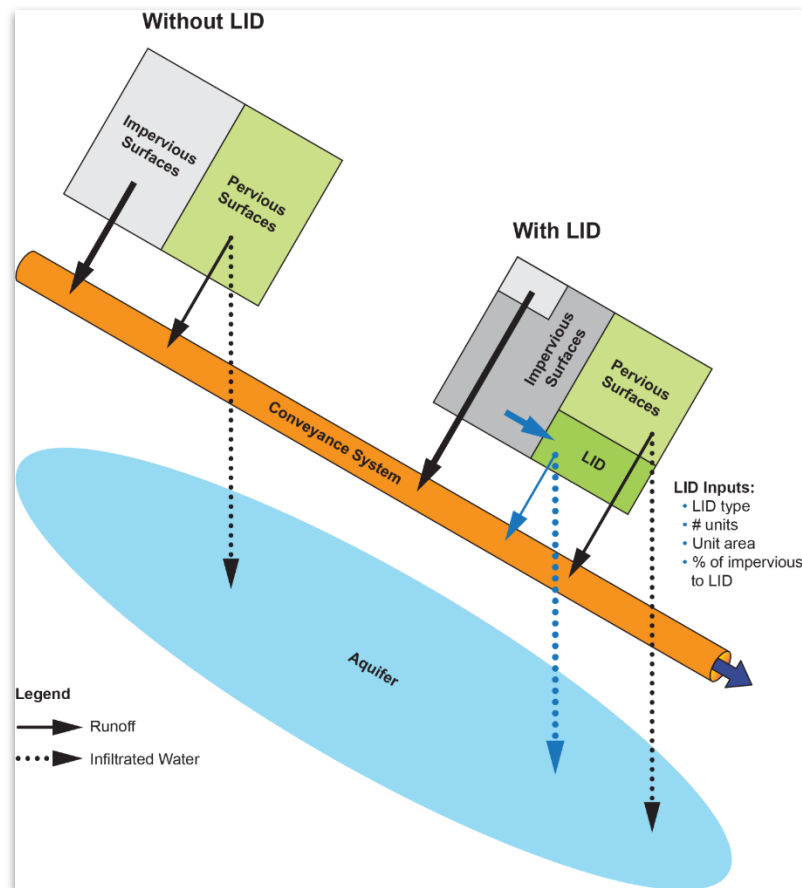 Without LID
Impervious
Surfaces
Pervious
Surfaces
With LID
Impervious
Surfaces
Pervious
Surfaces
LID
Conveyance System
LID Inputs:
• LID type
• # units
• Unit area
• % of impervious
to LID
Aquifer
Legend
Runoff
Infiltrated Water